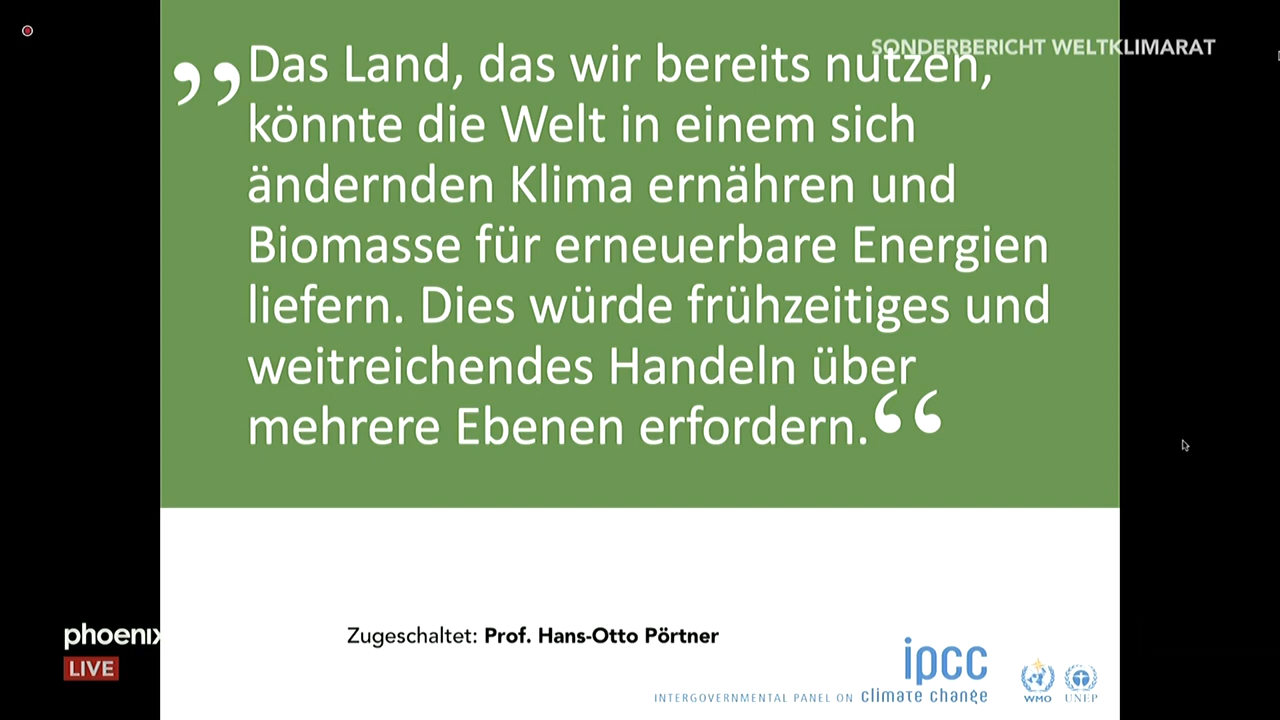 SONDERBERICHT WELTKLIMARAT
„Das Land, das wir bereits nutzen,
könnte die Welt in einem sich
ändernden Klima ernähren und
Biomasse für erneuerbare Energien
liefern. Dies würde frühzeitiges und
weitreichendes Handeln über
mehrere Ebenen erfordern.“
phoenix
LIVE
Zugeschaltet: Prof. Hans-Otto Pörtner
ipcc
INTERGOVERNMENTAL PANEL ON climate change
WMO
UNEP